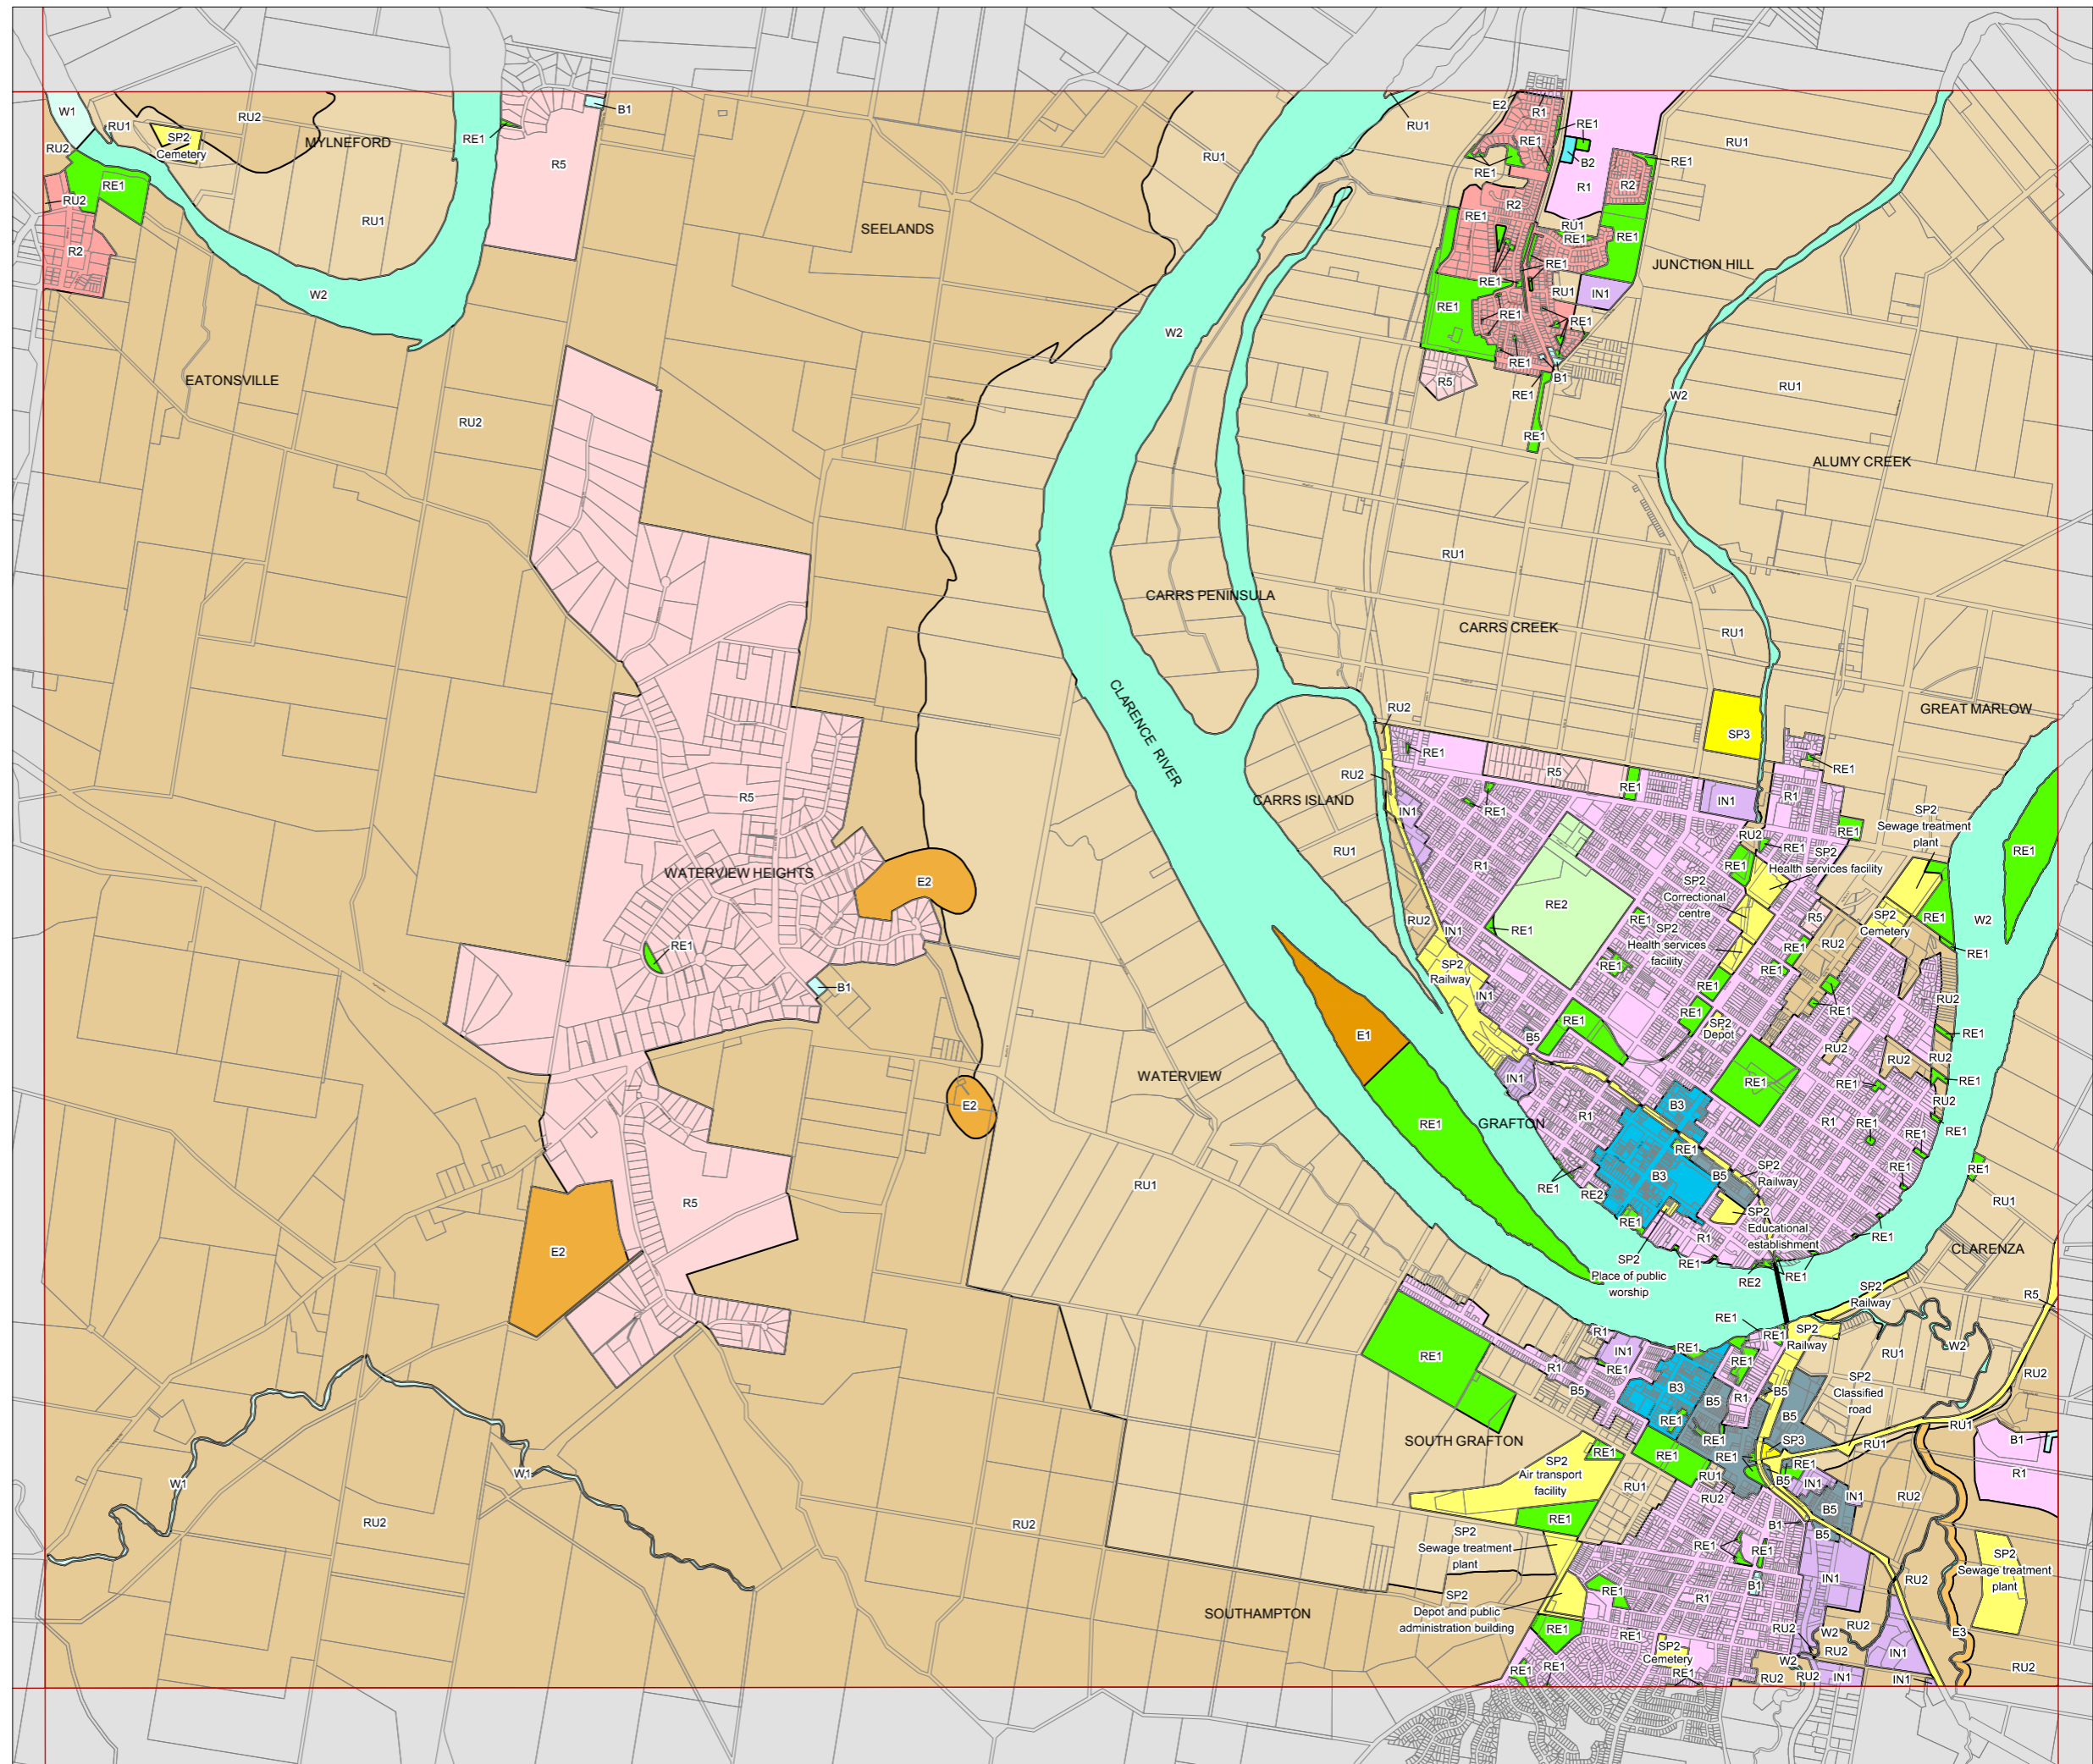 W1
RU1
SP2
Cemetery
RU2
MYLNEFORD
RE1
B1
R5
RU2
RE1
RU2
R2
RU1
W2
EATONSVILLE
RU2
SEELANDS
RU1
RU1
W2
E2
R1
RE1
RE1
B2
RE1
R1
R2
RE1
RU1
RE1
R2
RU1
RE1
RE1
JUNCTION HILL
RE1
RE1
RU1
IN1
RE1
RE1
RE1
RE1
R5
B1
RE1
RE1
W2
RU1
ALUMY CREEK
RU1
CARRS PENINSULA
CARRS CREEK
RU1
CLARENCE RIVER
GREAT MARLOW
SP3
RU2
RE1
R5
RE1
RU2
CARRS ISLAND
IN1
RE1
IN1
R1
RE1
SP2
Sewage treatment
plant
RE1
RU1
R1
RU2
RE1
RE1
RE1
SP2
Health services facility
SP2
Correctional
centre
RE2
RE1
RE1
SP2
Health services
facility
R5
SP2
Cemetery
RE1
W2
RE1
RU2
IN1
RU2
RE1
RE1
SP2
Railway
RE1
RE1
RE1
IN1
RE1
RU2
RE1
RE1
SP2
Depot
RE1
B5
RU2
RU2
RU2
E1
IN1
RE1
RE1
RE1
R5
WATERVIEW HEIGHTS
E2
RE1
B1
WATERVIEW
E2
RE1
GRAFTON
R1
B3
R1
RE1
RU2
RE1
RE1
RE1
RE1
RE1
B3
B5
SP2
Railway
RE1
RE2
RE1
SP2
Educational
establishment
R1
RE1
RU1
RU1
R5
E2
SP2
Place of public
worship
RE1
RE2
RE1
RE1
CLARENZA
SP2
Railway
R5
RE1
RE1
SP2
Railway
R1
IN1
RE1
RE1
RE1
R1
RE1
B5
B3
B5
R1
B5
B5
W2
RU1
SP2
Classified
road
RU2
RE1
RE1
RE1
SP3
RU1
RU1
SOUTH GRAFTON
RE1
RE1
RE1
RE1
B5
IN1
B1
R1
SP2
Air transport
facility
RU1
RU1
RU2
IN1
B5
RU2
RE1
B1
B5
SP2
Sewage treatment
plant
RE1
RE1
IN1
RU2
SP2
Sewage treatment
plant
W1
W1
RU2
RU2
SOUTHAMPTON
SP2
Depot and public
administration building
RE1
B1
R1
RE1
RE1
RU2
W2
RU2
RU2
E3
SP2
Cemetery
RE1
RE1
RE1
W2
RU2
RU2
IN1
IN1
IN1
RU2